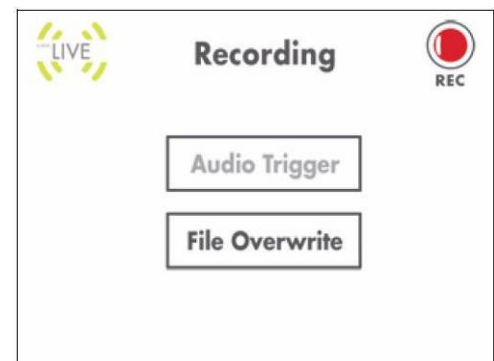 LIVE
Recording
REC
Audio Trigger
File Overwrite